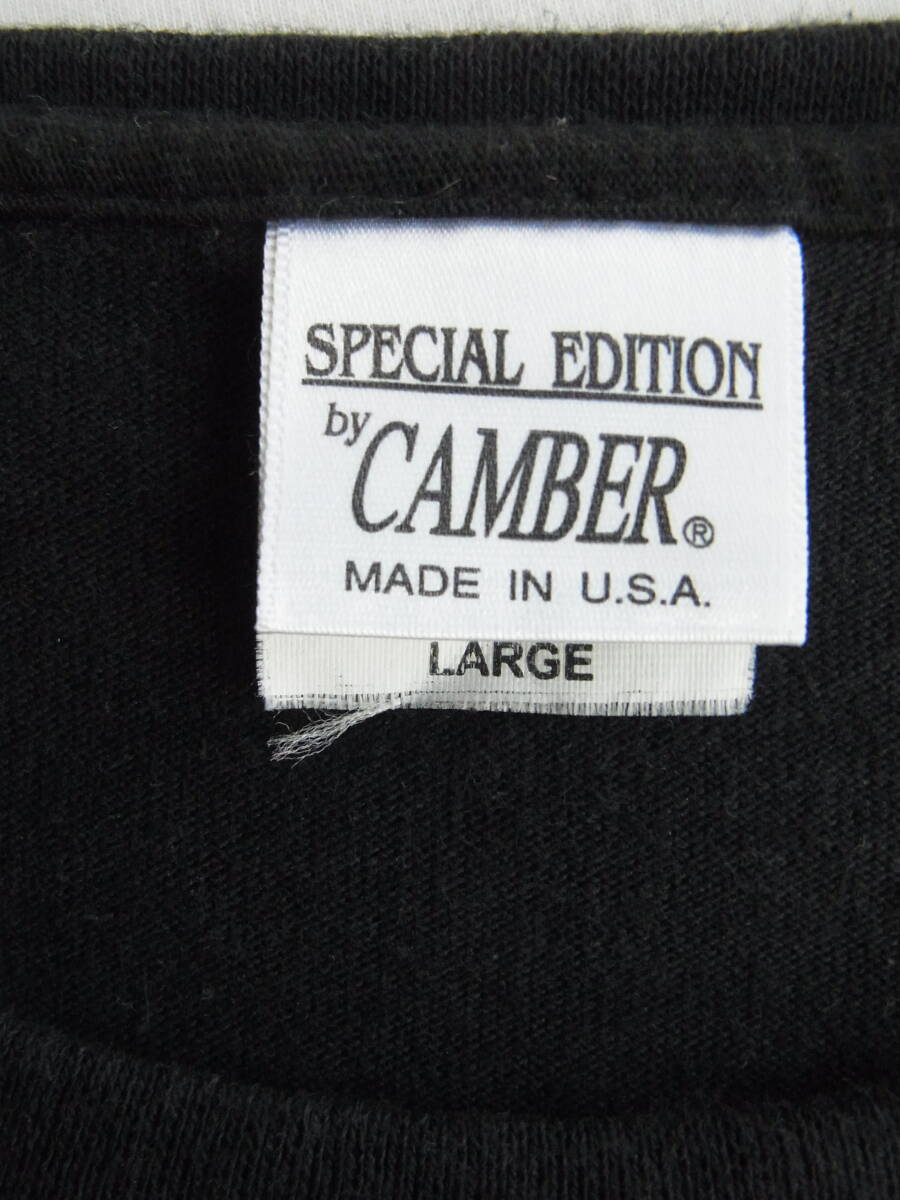 SPECIAL EDITION
by CAMBER®
MADE IN U.S.A.
LARGE